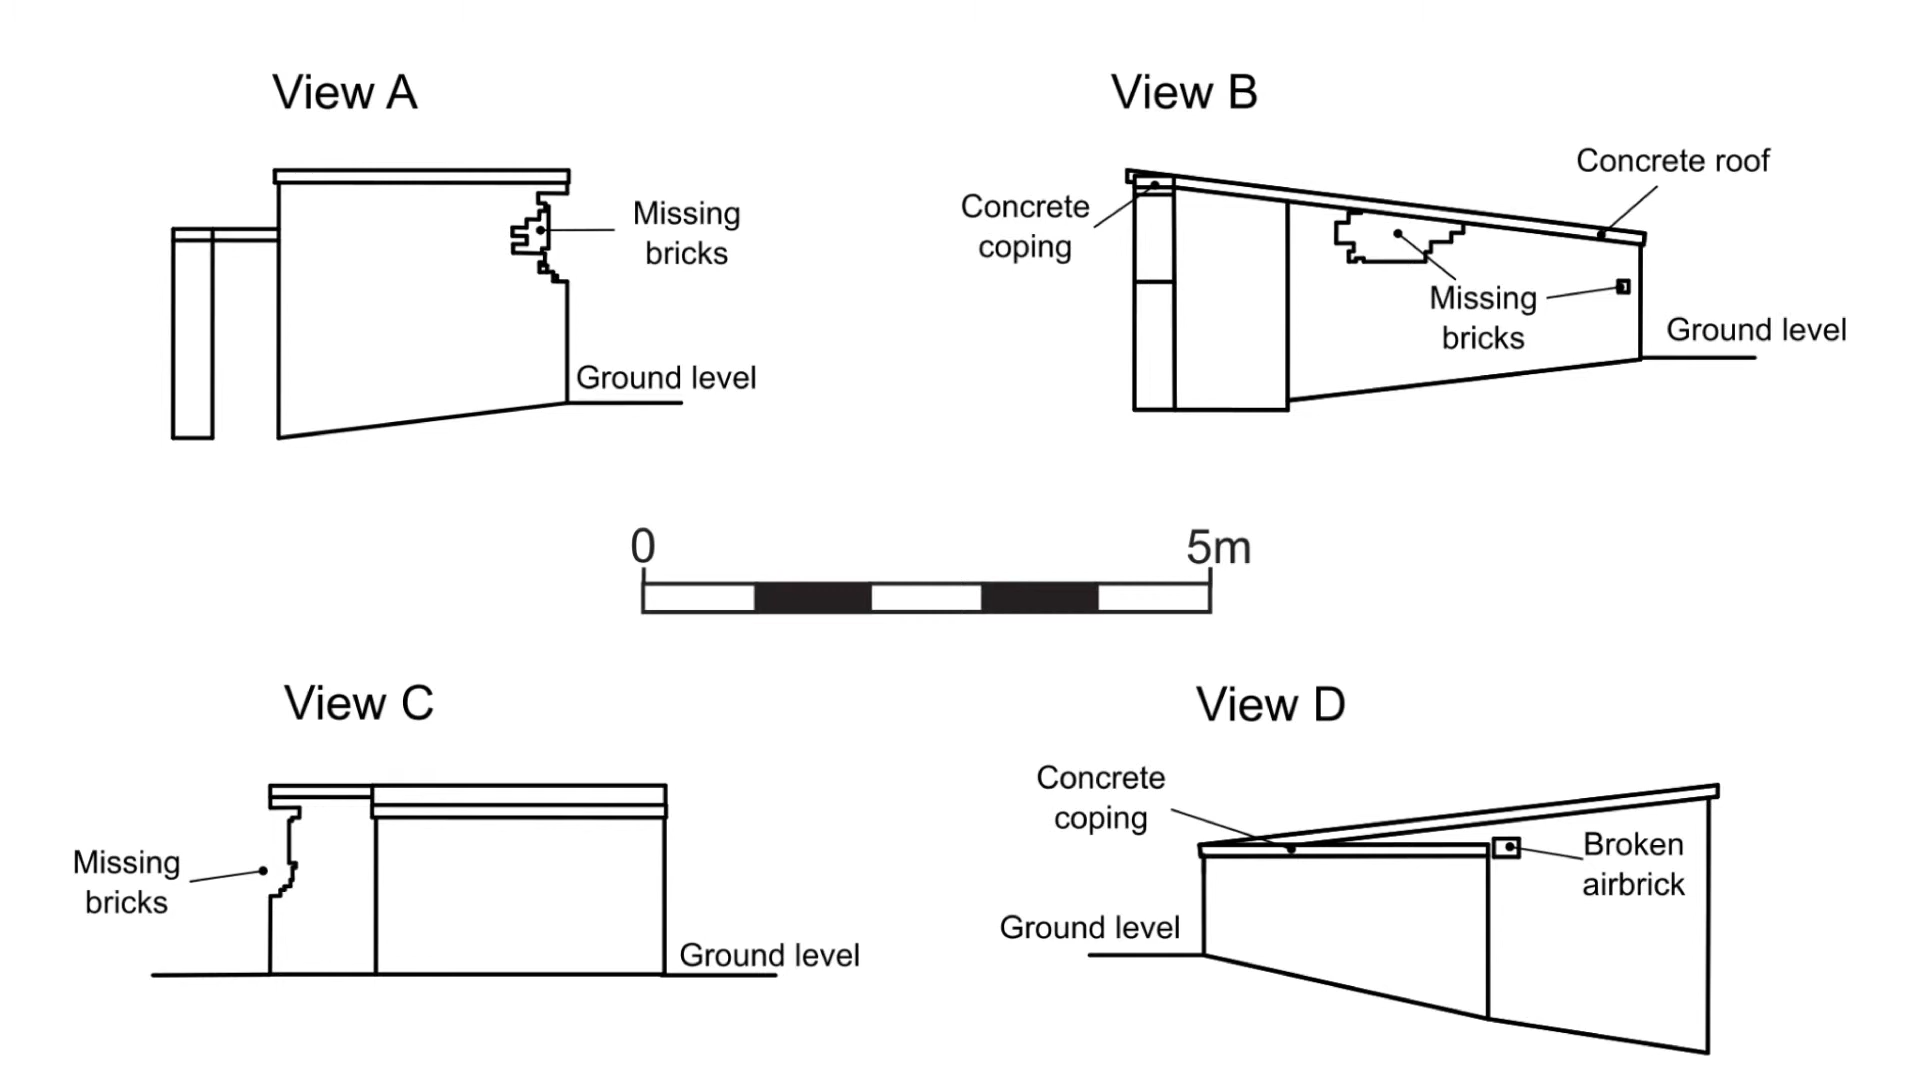 View A
Missing
bricks
Ground level
View B
Concrete roof
Concrete
coping
Missing
bricks
Ground level
0
5m
View C
Missing
bricks
Ground level
View D
Concrete
coping
Broken
airbrick
Ground level